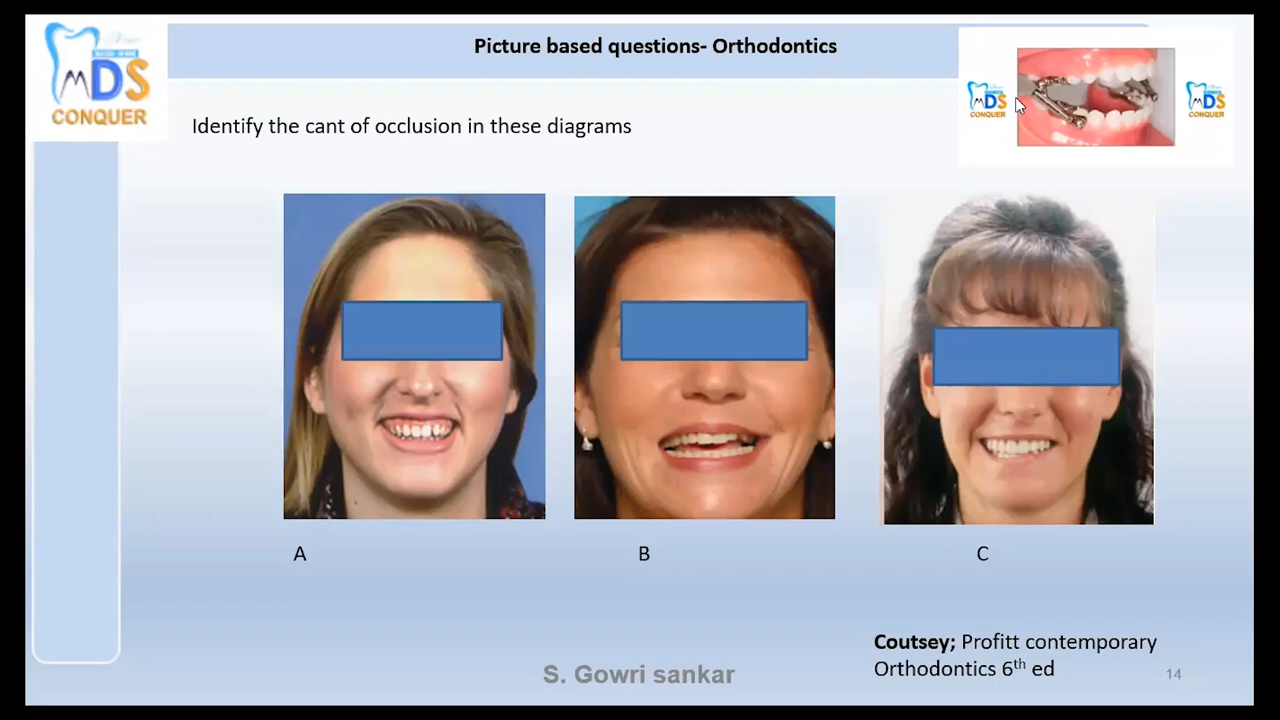 Picture based questions- Orthodontics
MDS
CONQUER
MDS
CONQUER
MDS
CONQUER
Identify the cant of occlusion in these diagrams
A
B
C
Coutsey; Profitt contemporary
Orthodontics 6th ed
S. Gowri sankar
14